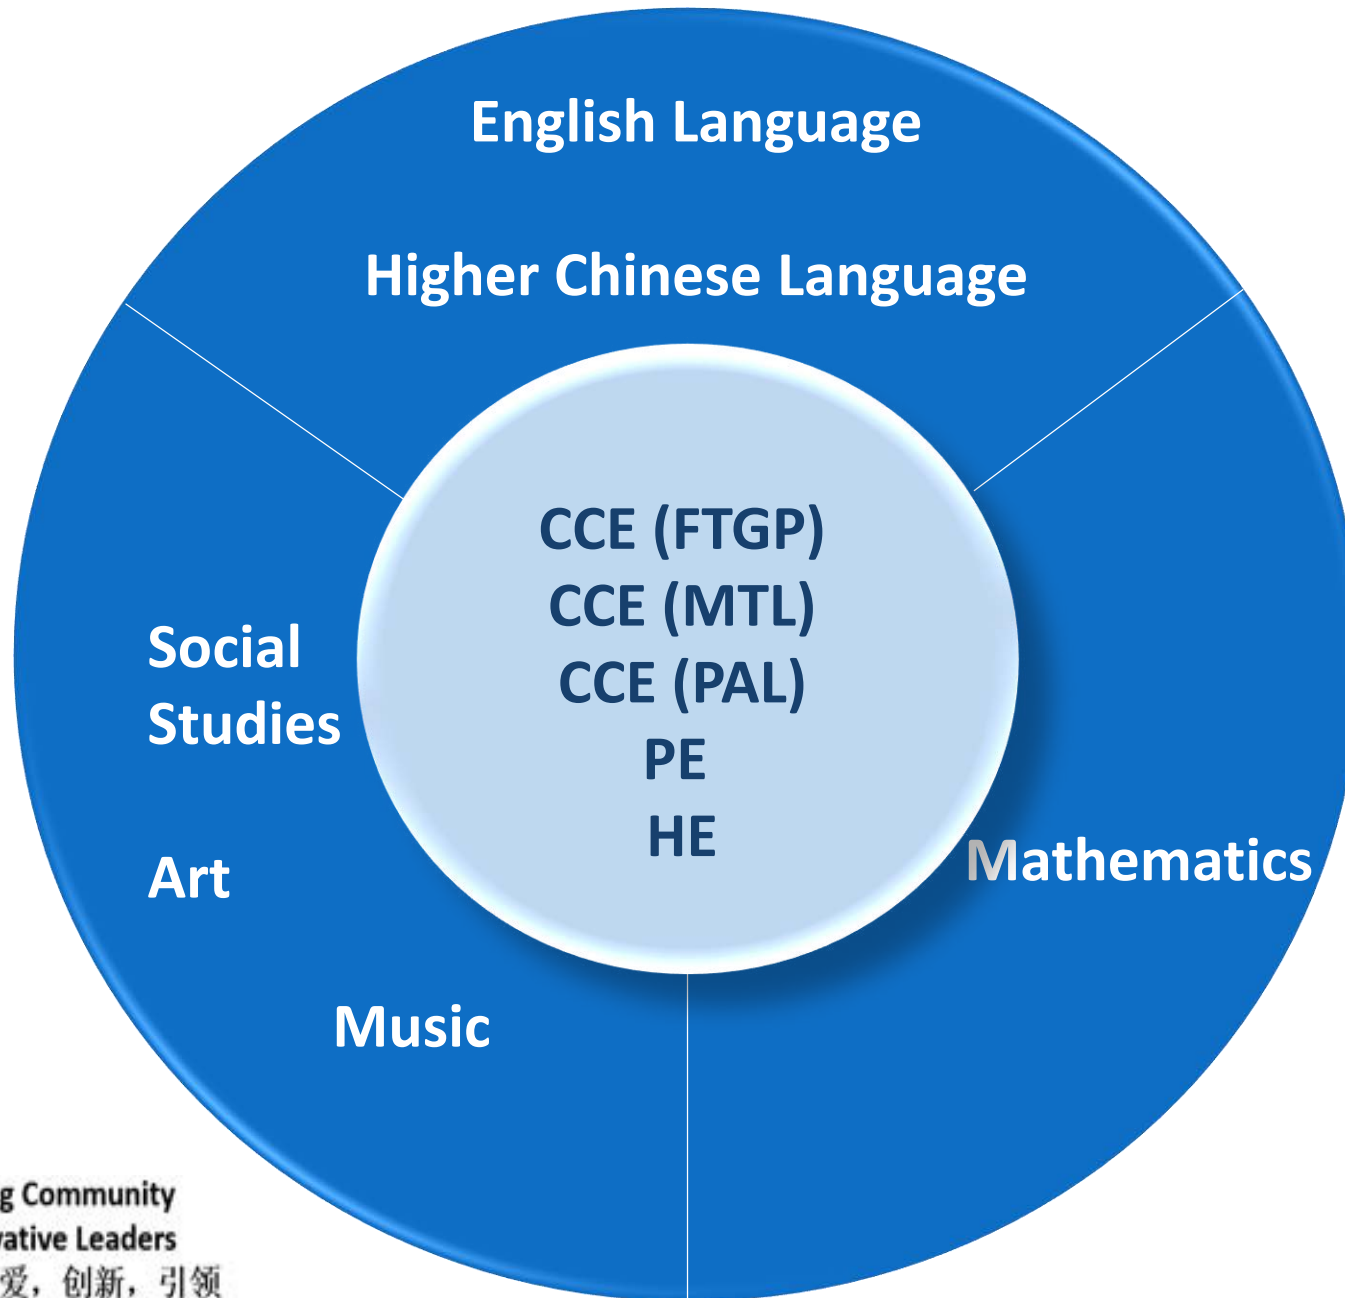 English Language
Higher Chinese Language
CCE (FTGP)
CCE (MTL)
CCE (PAL)
PE
HE
Social
Studies
Art
Music
Mathematics
Community
Leaders
爱，创新，引领